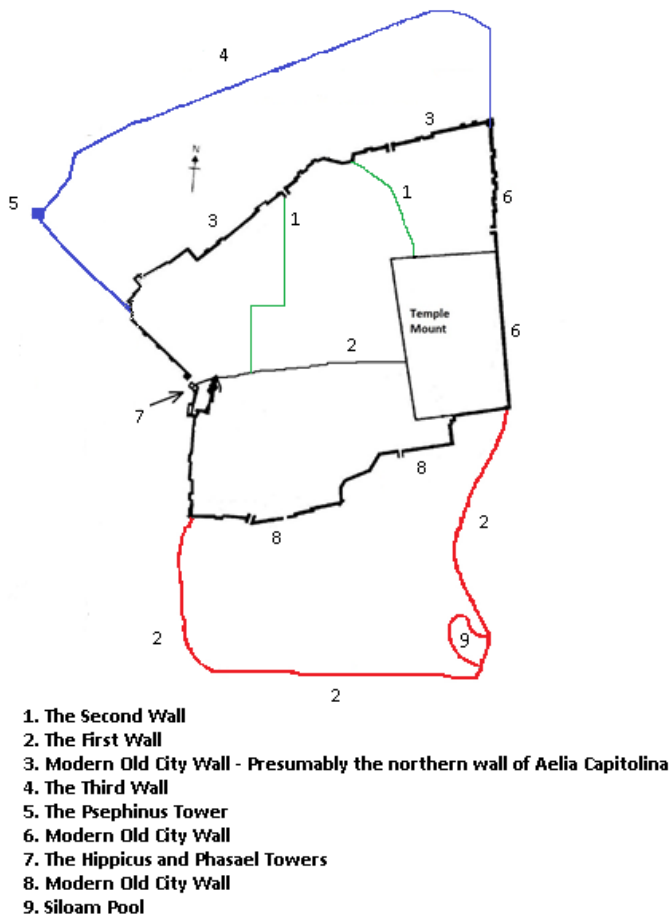 4
3
N
5
6
1
3
1
Temple
Mount
2
6
7
8
2
8
9
2
2
1. The Second Wall
2. The First Wall
3. Modern Old City Wall - Presumably the northern wall of Aelia Capitolina
4. The Third Wall
5. The Psephinus Tower
6. Modern Old City Wall
7. The Hippicus and Phasael Towers
8. Modern Old City Wall
9. Siloam Pool